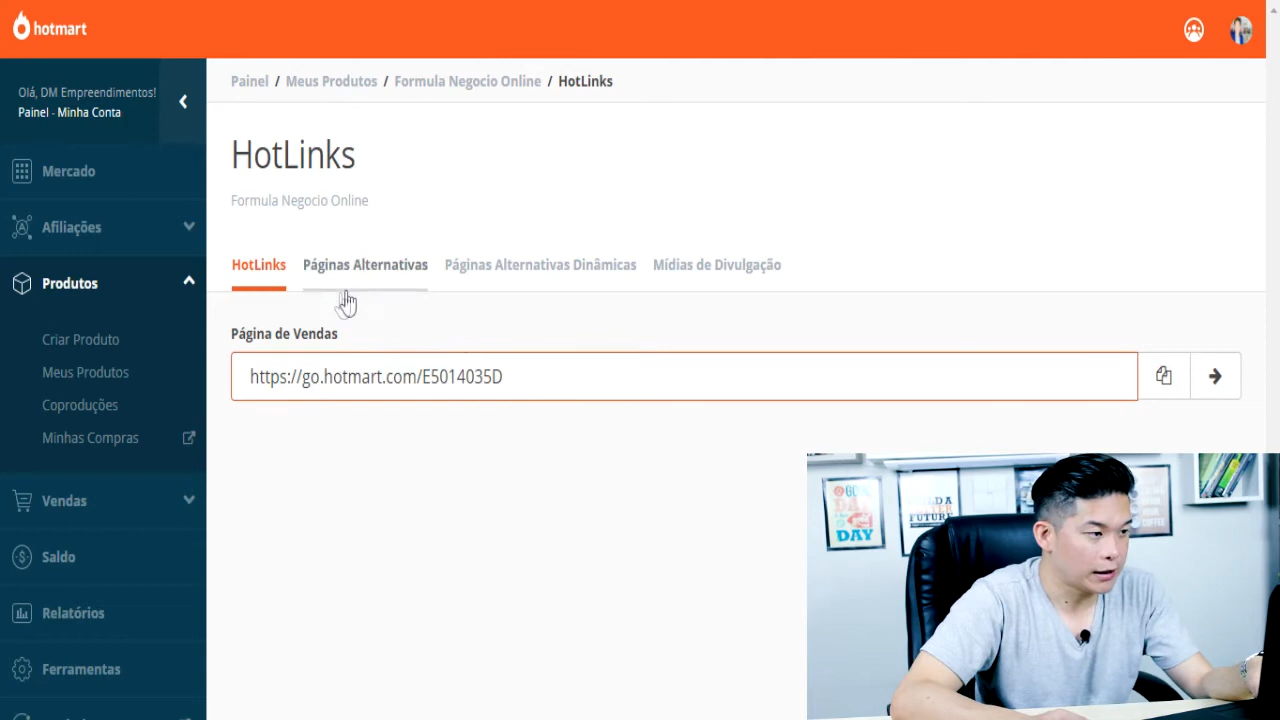 hotmart
Olá, DM Empreendimentos!
Painel - Minha Conta
Mercado
Afiliações
Produtos
Criar Produto
Meus Produtos
Coproduções
Minhas Compras
Vendas
Saldo
Relatórios
Ferramentas
Painel / Meus Produtos / Formula Negocio Online / HotLinks
HotLinks
Formula Negocio Online
HotLinks Páginas Alternativas Páginas Alternativas Dinâmicas Mídias de Divulgação
Página de Vendas
https://go.hotmart.com/E5014035D
DAY
FUTURE